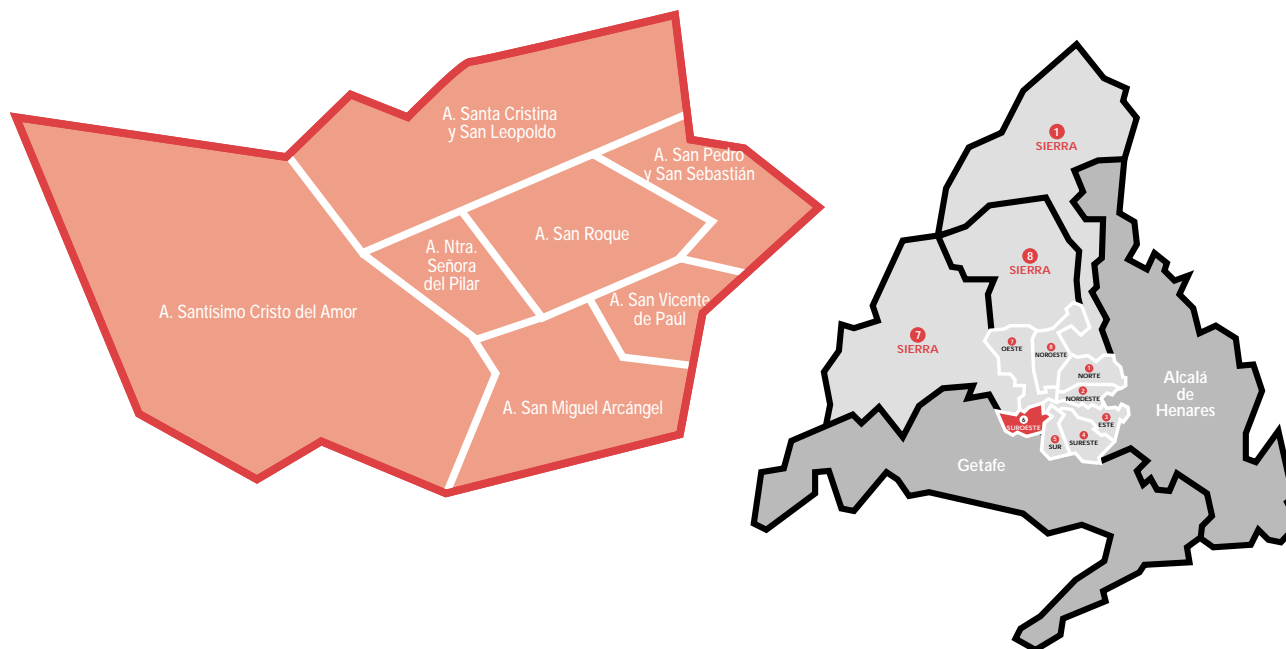 A. Santa Cristina
y San Leopoldo
A. San Pedro
y San Sebastián
A. San Roque
A. Ntra.
Señora
del Pilar
A. San Vicente
de Paúl
A. Santísimo Cristo del Amor
A. San Miguel Arcángel
1
SIERRA
8
SIERRA
7
SIERRA
7
OESTE
8
NOROESTE
1
NORTE
2
NORDESTE
3
ESTE
4
SURESTE
5
SUR
6
SUROESTE
Alcalá
de
Henares
Getafe